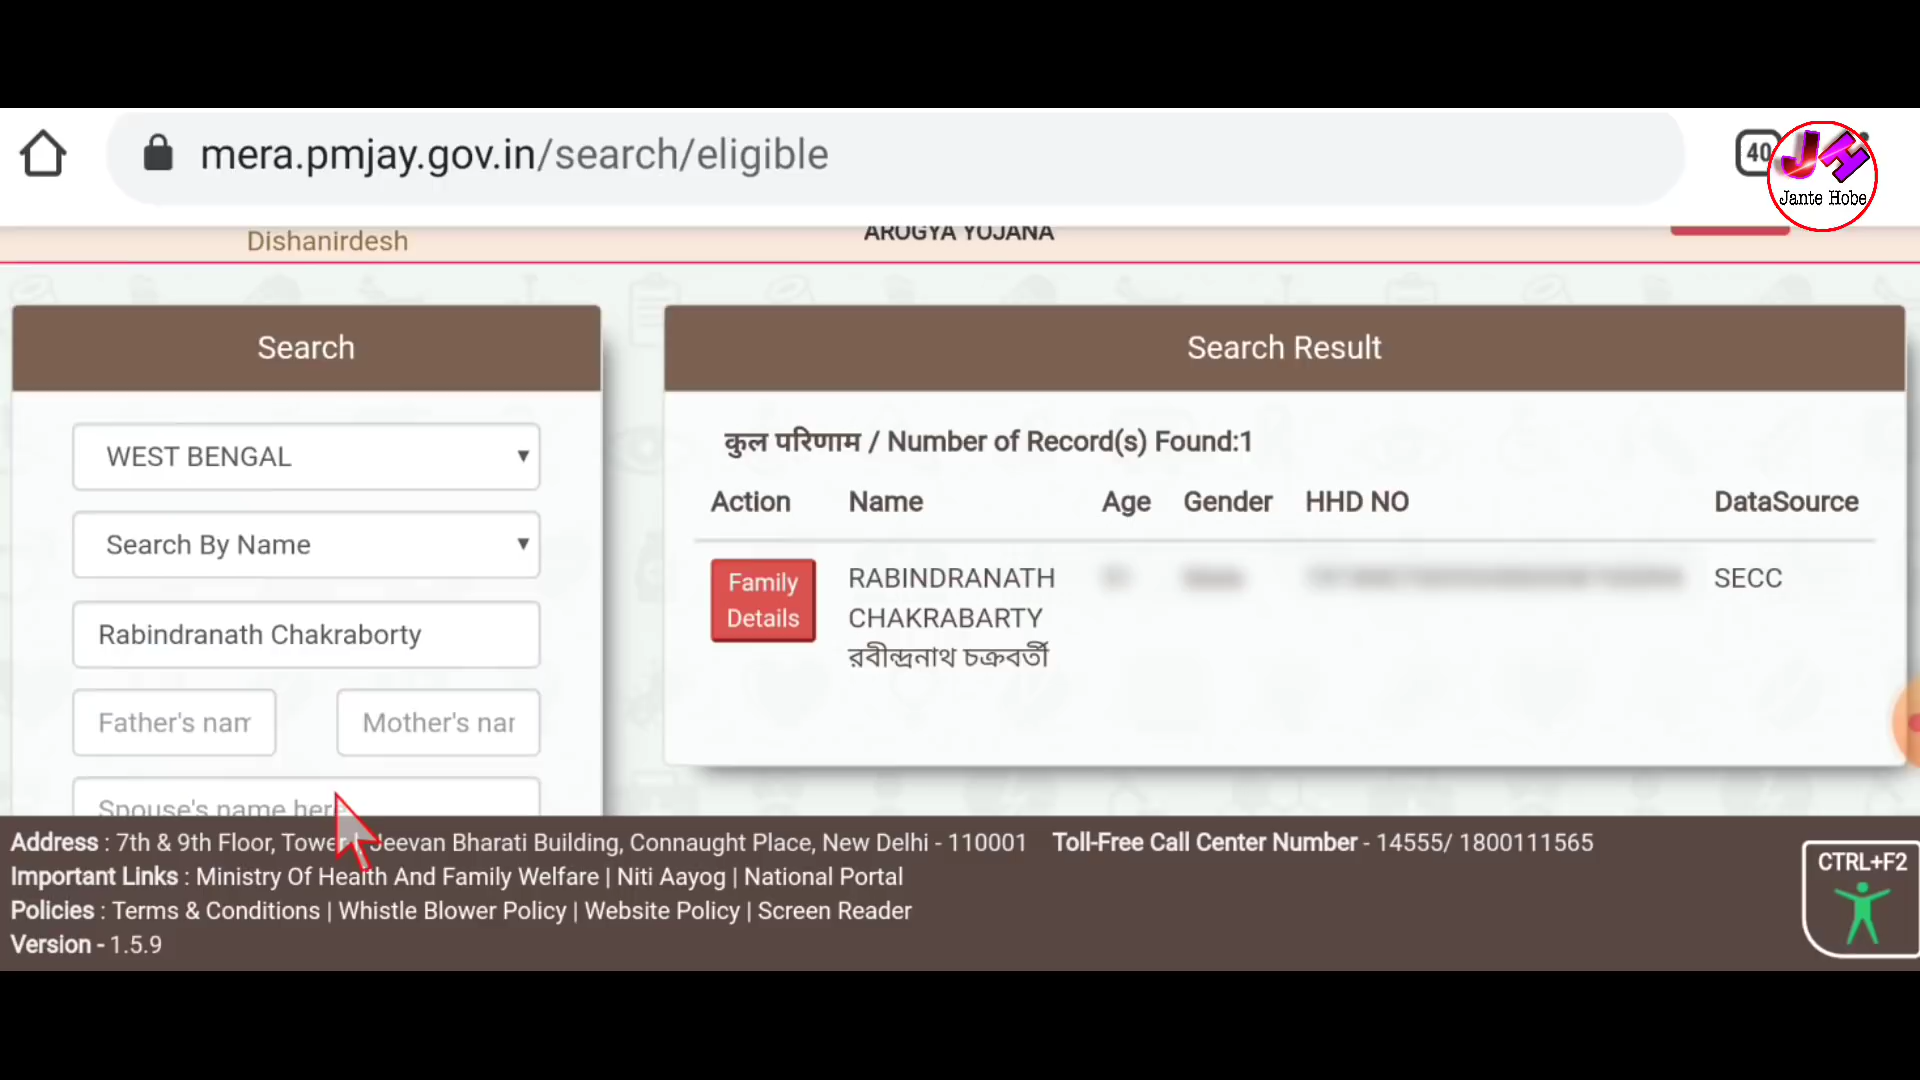 mera.pmjay.gov.in/search/eligible
40
JH
Jante Hobe
Dishanirdesh
AROGYA YOJANA
Search
WEST BENGAL
Search By Name
Rabindranath Chakraborty
Father's nam
Mother's nar
Spouse's name here
Search Result
कुल परिणाम / Number of Record(s) Found:1
Action Name Age Gender HHD NO DataSource
Family Details
RABINDRANATH
CHAKRABARTY
রবীন্দ্রনাথ চক্রবর্তী
SECC
Address : 7th & 9th Floor, Tower-l, Jeevan Bharati Building, Connaught Place, New Delhi - 110001 Toll-Free Call Center Number - 14555/ 1800111565
Important Links : Ministry Of Health And Family Welfare | Niti Aayog | National Portal
Policies : Terms & Conditions | Whistle Blower Policy | Website Policy | Screen Reader
Version - 1.5.9
CTRL+F2